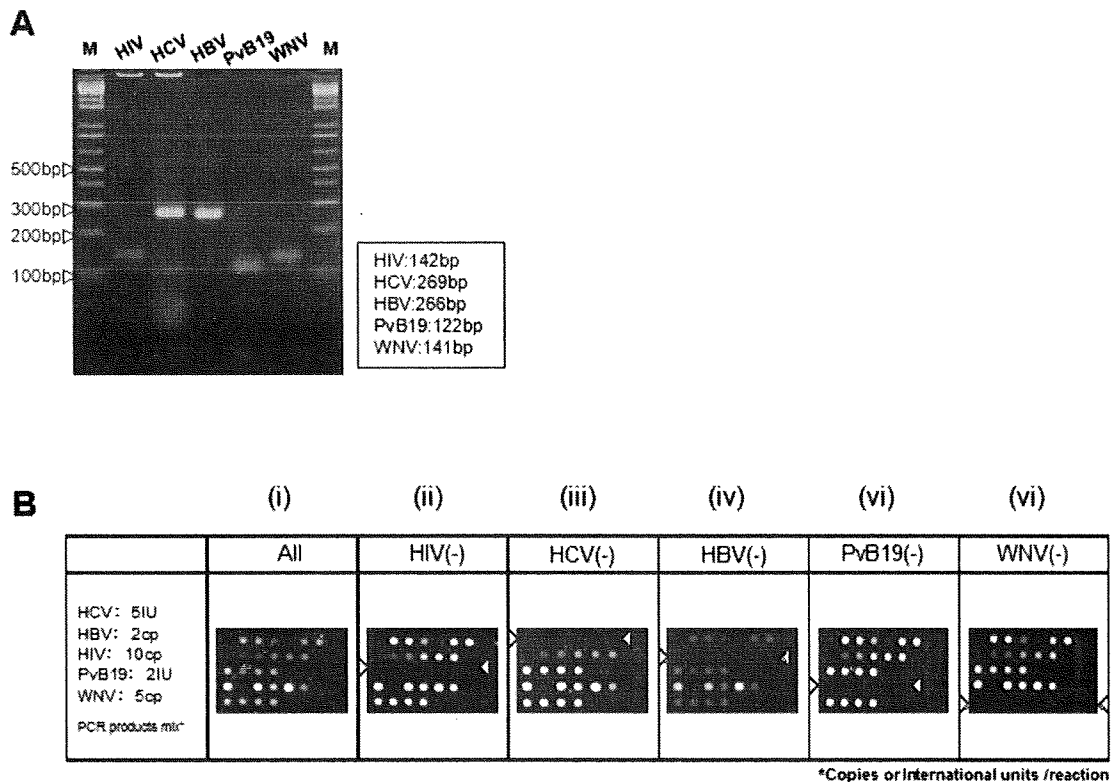 A
M HIV HCV HBV PvB19 WNV M
500bp
300bp
200bp
100bp
HIV:142bp
HCV:269bp
HBV:266bp
PvB19:122bp
WNV:141bp
B
(i) (ii) (iii) (iv) (vi) (vi)
All HIV(-) HCV(-) HBV(-) PvB19(-) WNV(-)
HCV: 5IU
HBV: 2cp
HIV: 10cp
PvB19: 2IU
WNV: 5cp
PCR products mix*
*Copies or International units /reaction